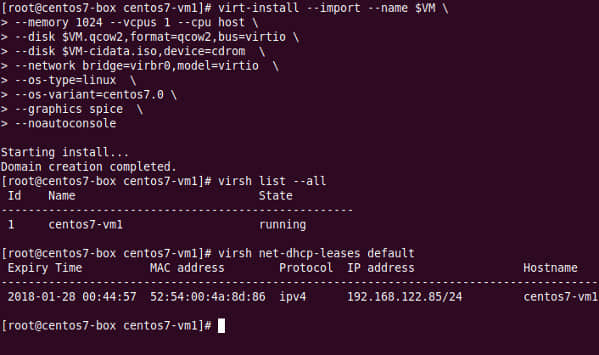 [root@centos7-box centos7-vm1]# virt-install --import --name $VM \
> --memory 1024 --vcpus 1 --cpu host \
> --disk $VM.qcow2,format=qcow2,bus=virtio \
> --disk $VM-cidata.iso,device=cdrom  \
> --network bridge=virbr0,model=virtio  \
> --os-type=linux  \
> --os-variant=centos7.0 \
> --graphics spice  \
> --noautoconsole
Starting install...
Domain creation completed.
[root@centos7-box centos7-vm1]# virsh list --all
Id    Name                           State
----------------------------------------------------
1     centos7-vm1                    running
[root@centos7-box centos7-vm1]# virsh net-dhcp-leases default
Expiry Time          MAC address        Protocol  IP address                Hostname
-----------------------------------------------------------------------------------------
2018-01-28 00:44:57  52:54:00:4a:8d:86  ipv4      192.168.122.85/24         centos7-vm1
[root@centos7-box centos7-vm1]#